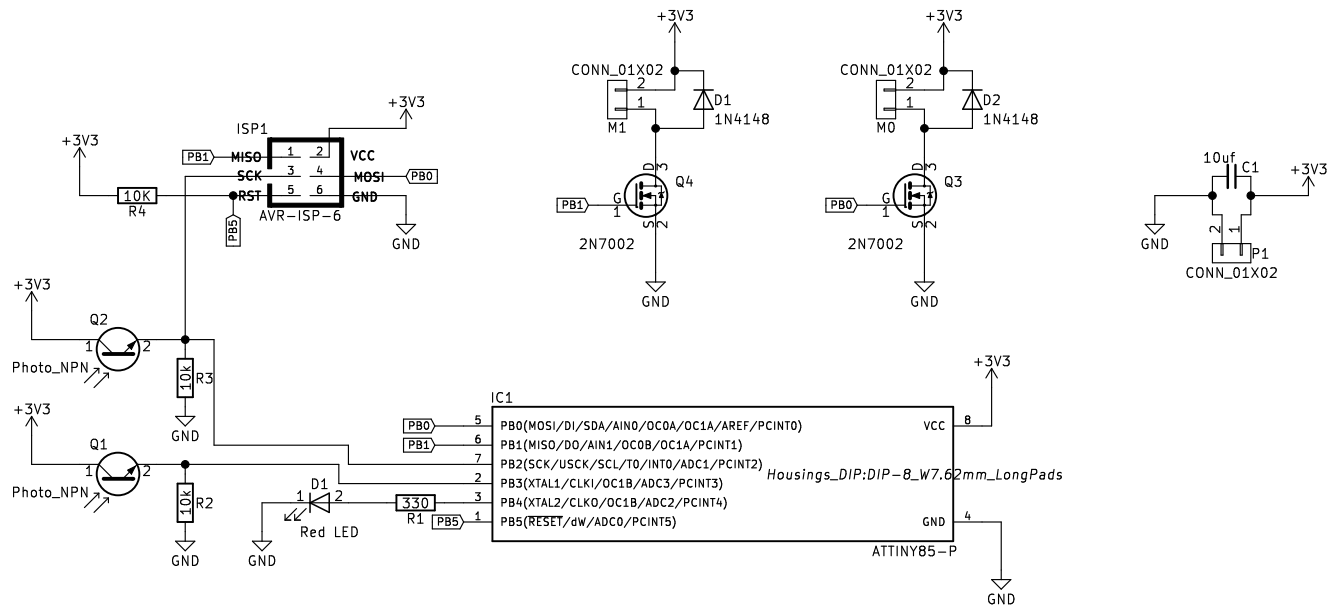 +3V3
+3V3
CONN_01X02
2
1
M1
D1
1N4148
CONN_01X02
2
1
M0
D2
1N4148
+3V3
+3V3
ISP1
PB1
MISO
1
2
VCC
SCK
3
4
MOSI
PB0
RST
5
6
GND
AVR-ISP-6
10K
R4
PB5
GND
D
3
Q4
PB1
G
1
S
2
2N7002
GND
D
3
Q3
PB0
G
1
S
2
2N7002
GND
10uf
C1
+3V3
GND
2
1
P1
CONN_01X02
+3V3
Q2
1
2
Photo_NPN
10k
R3
GND
+3V3
Q1
1
2
Photo_NPN
10k
R2
GND
D1
1
2
Red LED
GND
330
R1
+3V3
IC1
PB0
5
PB0(MOSI/DI/SDA/AIN0/OC0A/OC1A/AREF/PCINT0)
VCC
8
PB1
6
PB1(MISO/DO/AIN1/OC0B/OC1A/PCINT1)
7
PB2(SCK/USCK/SCL/T0/INT0/ADC1/PCINT2)
Housings_DIP:DIP-8_W7.62mm_LongPads
2
PB3(XTAL1/CLKI/OC1B/ADC3/PCINT3)
3
PB4(XTAL2/CLKO/OC1B/ADC2/PCINT4)
PB5
1
PB5(RESET/dW/ADC0/PCINT5)
GND
4
ATTINY85-P
GND